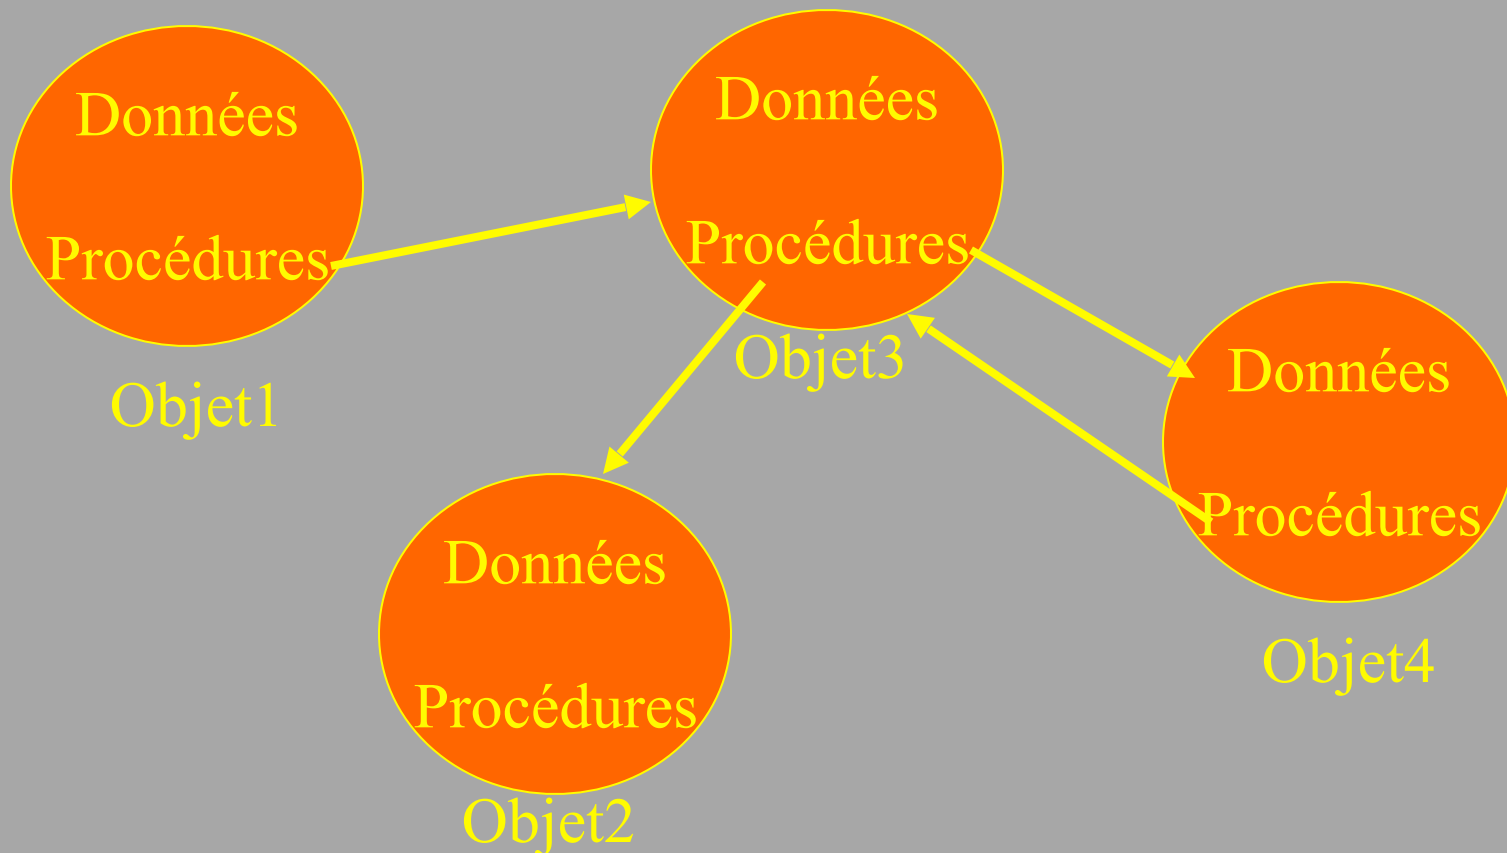 Données
Procédures
Objet1
Données
Procédures
Objet3
Données
Procédures
Objet4
Données
Procédures
Objet2